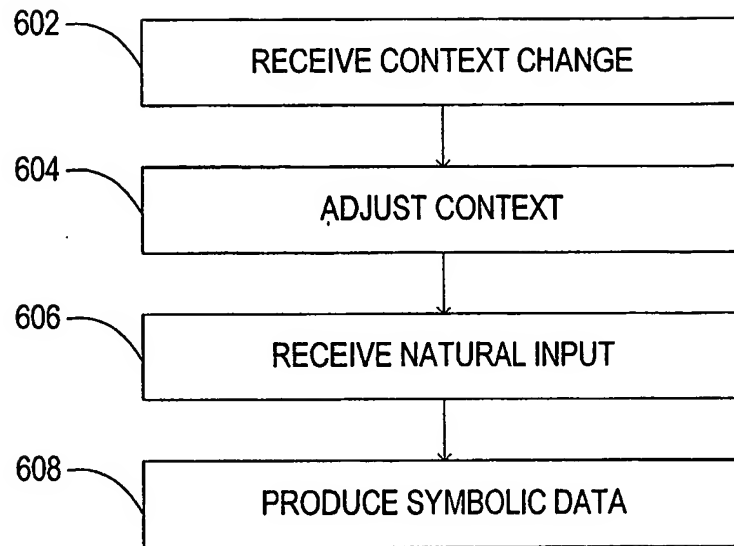 602
RECEIVE CONTEXT CHANGE
604
ADJUST CONTEXT
606
RECEIVE NATURAL INPUT
608
PRODUCE SYMBOLIC DATA